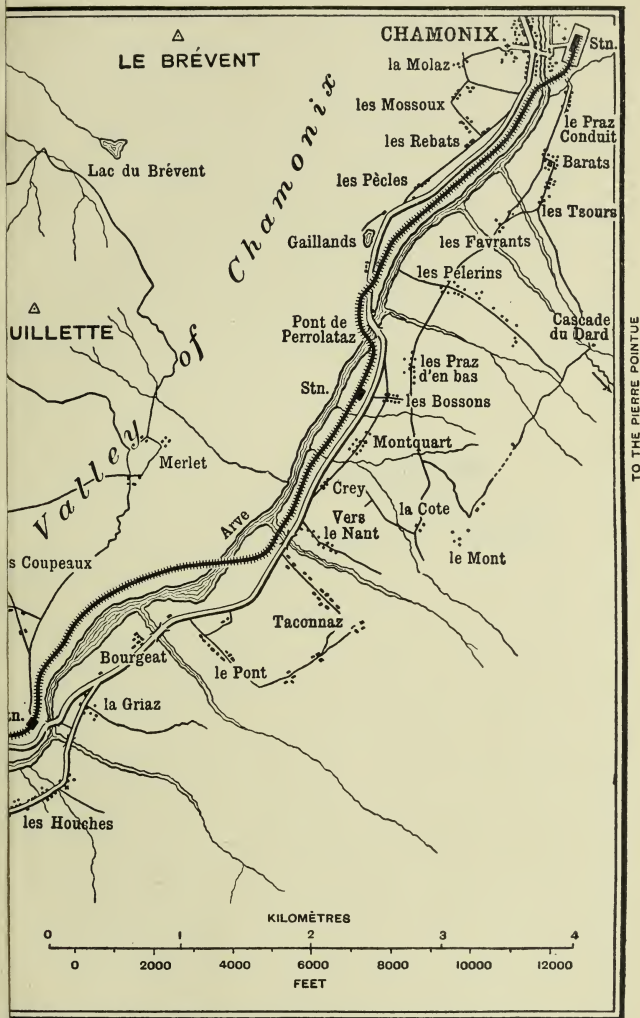 CHAMONIX
Stn.
LE BRÉVENT
la Molaz
les Mossoux
le Praz
Conduit
les Rebats
Barats
Lac du Brévent
les Pècles
les Tsours
Valley of Chamonix
Gaillands
les Favrants
les Pélerins
UILLETTE
Pont de
Perrolataz
Cascade
du Dard
TO THE PIERRE POINTUE
les Praz
d'en bas
Stn.
les Bossons
Montquart
Merlet
Crey
Arve
la Cote
Vers
le Nant
le Mont
s Coupeaux
Taconnaz
Bourgeat
le Pont
la Griaz
tn.
les Houches
KILOMÈTRES
0 1 2 3 4
0 2000 4000 6000 8000 10000 12000
FEET